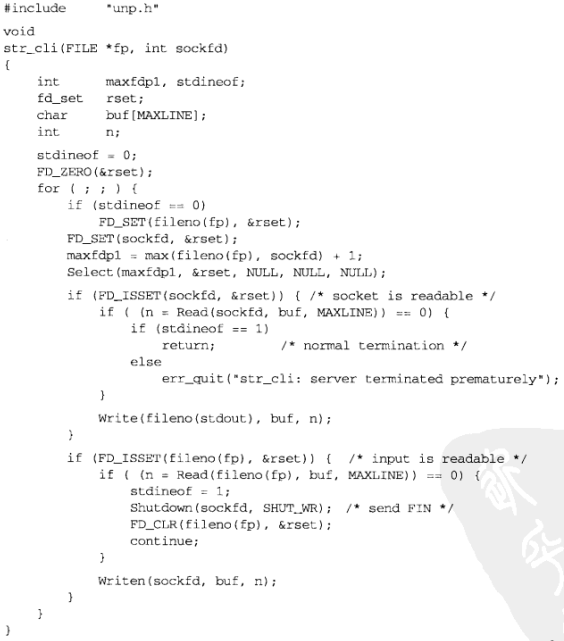 #include     "unp.h"
void
str_cli(FILE *fp, int sockfd)
{
    int     maxfdp1, stdineof;
    fd_set  rset;
    char    buf[MAXLINE];
    int     n;
    stdineof = 0;
    FD_ZERO(&rset);
    for ( ; ; ) {
        if (stdineof == 0)
            FD_SET(fileno(fp), &rset);
        FD_SET(sockfd, &rset);
        maxfdp1 = max(fileno(fp), sockfd) + 1;
        Select(maxfdp1, &rset, NULL, NULL, NULL);
        if (FD_ISSET(sockfd, &rset)) { /* socket is readable */
            if ( (n = Read(sockfd, buf, MAXLINE)) == 0) {
                if (stdineof == 1)
                    return;     /* normal termination */
                else
                    err_quit("str_cli: server terminated prematurely");
            }
            Write(fileno(stdout), buf, n);
        }
        if (FD_ISSET(fileno(fp), &rset)) {  /* input is readable */
            if ( (n = Read(fileno(fp), buf, MAXLINE)) == 0) {
                stdineof = 1;
                Shutdown(sockfd, SHUT_WR);  /* send FIN */
                FD_CLR(fileno(fp), &rset);
                continue;
            }
            Writen(sockfd, buf, n);
        }
    }
}